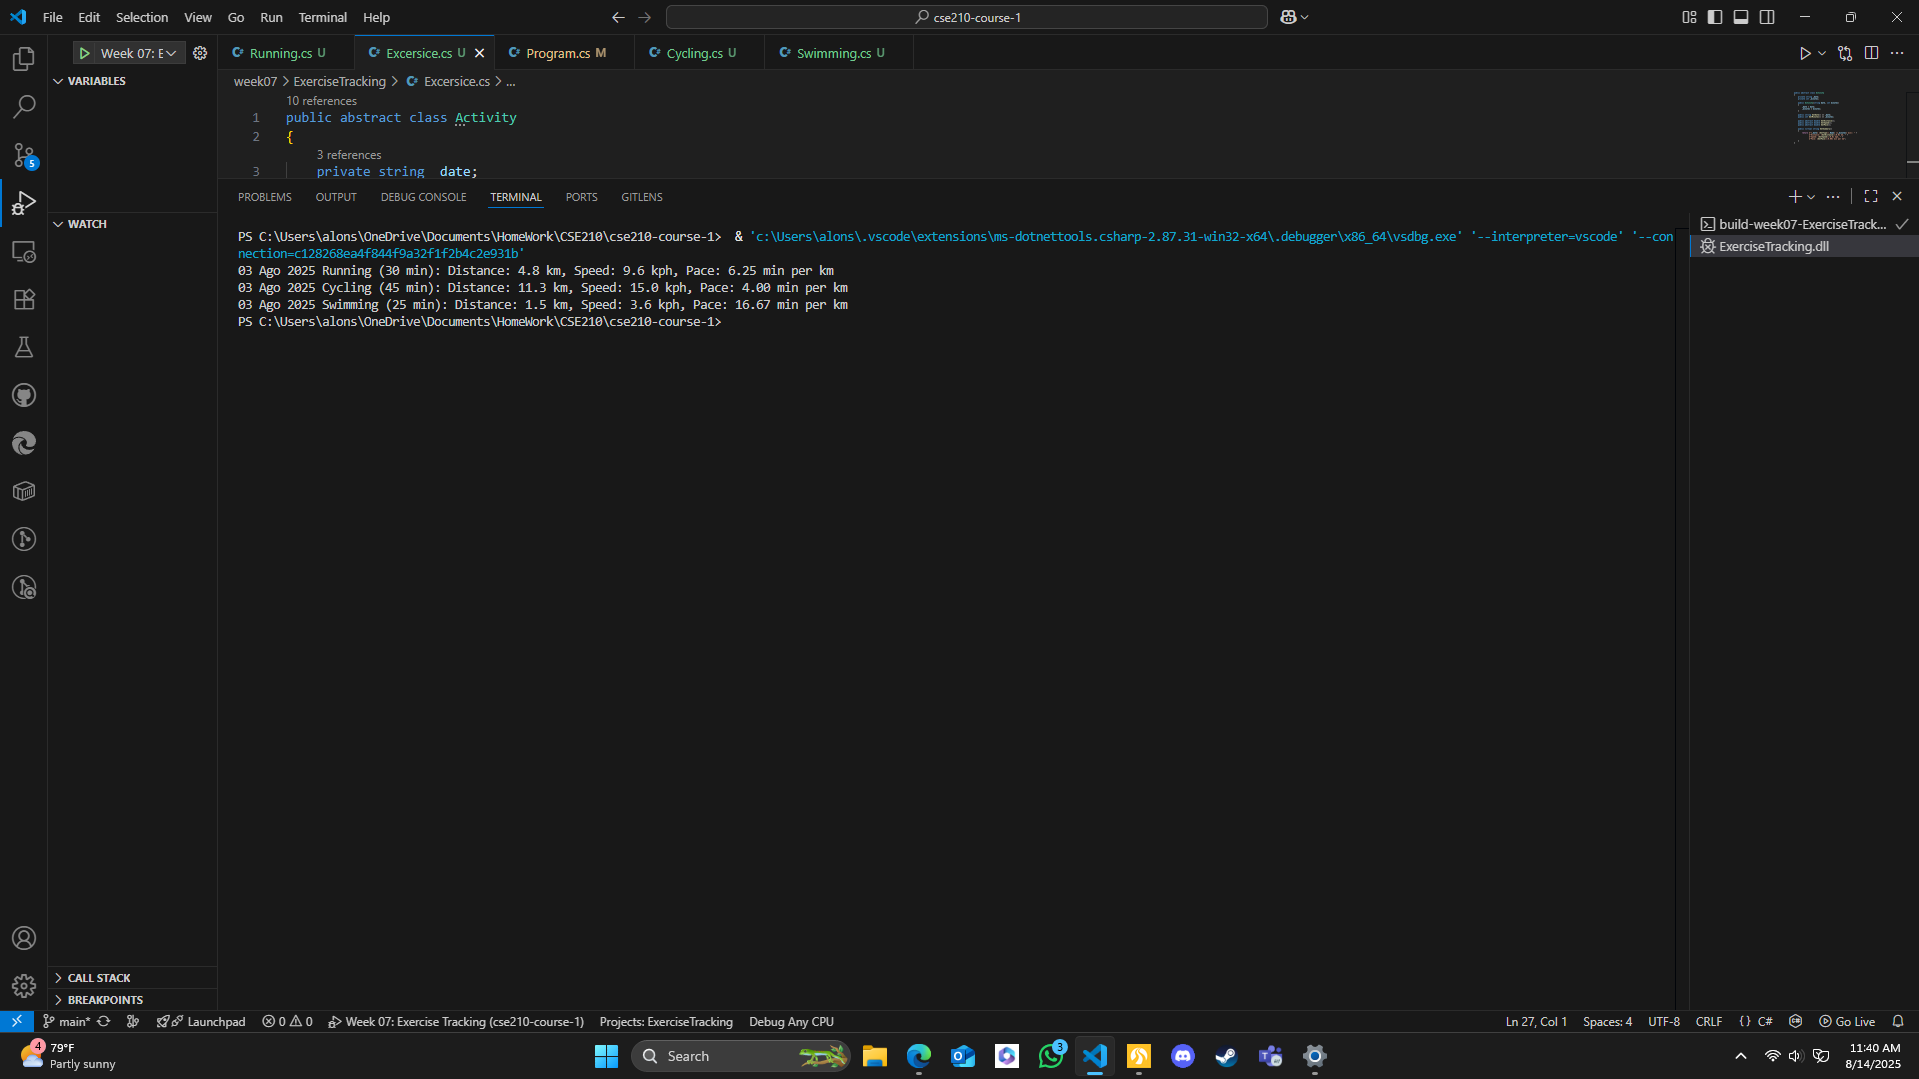 File Edit Selection View Go Run Terminal Help
cse210-course-1
Week 07: E
Running.cs U
Excersice.cs U
Program.cs M
Cycling.cs U
Swimming.cs U
VARIABLES
week07 > ExerciseTracking > Excersice.cs > ...
10 references
1 public abstract class Activity
2 {
3 references
3 private string _date;
PROBLEMS OUTPUT DEBUG CONSOLE TERMINAL PORTS GITLENS
WATCH
build-week07-ExerciseTrack...
ExerciseTracking.dll
PS C:\Users\alons\OneDrive\Documents\HomeWork\CSE210\cse210-course-1> & 'c:\Users\alons\.vscode\extensions\ms-dotnettools.csharp-2.87.31-win32-x64\.debugger\x86_64\vsdbg.exe' '--interpreter=vscode' '--con
nection=c128268ea4f844f9a32f1f2b4c2e931b'
03 Ago 2025 Running (30 min): Distance: 4.8 km, Speed: 9.6 kph, Pace: 6.25 min per km
03 Ago 2025 Cycling (45 min): Distance: 11.3 km, Speed: 15.0 kph, Pace: 4.00 min per km
03 Ago 2025 Swimming (25 min): Distance: 1.5 km, Speed: 3.6 kph, Pace: 16.67 min per km
PS C:\Users\alons\OneDrive\Documents\HomeWork\CSE210\cse210-course-1>
5
CALL STACK
BREAKPOINTS
main* Launchpad 0 0 Week 07: Exercise Tracking (cse210-course-1) Projects: ExerciseTracking Debug Any CPU
Ln 27, Col 1 Spaces: 4 UTF-8 CRLF {} C# Go Live
4
79°F
Partly sunny
Search
3
11:40 AM
8/14/2025